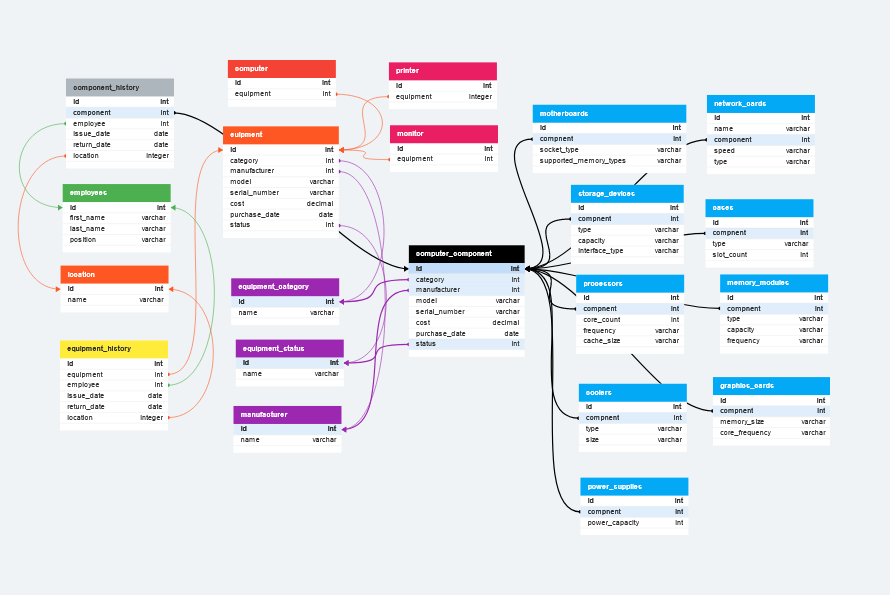 component_history
id int
component int
employee int
issue_date date
return_date date
location integer
employees
id int
first_name varchar
last_name varchar
position varchar
location
id int
name varchar
equipment_history
id int
equipment int
employee int
issue_date date
return_date date
location integer
computer
id int
equipment int
euipment
id int
category int
manufacturer int
model varchar
serial_number varchar
cost decimal
purchase_date date
status int
equipment_category
id int
name varchar
equipment_status
id int
name varchar
manufacturer
id int
name varchar
printer
id int
equipment integer
monitor
id int
equipment int
computer_component
id int
category int
manufacturer int
model varchar
serial_number varchar
cost decimal
purchase_date date
status int
motherboards
id int
compnent int
socket_type varchar
supported_memory_types varchar
storage_devices
id int
compnent int
type varchar
capacity varchar
interface_type varchar
processors
id int
compnent int
core_count int
frequency varchar
cache_size varchar
coolers
id int
compnent int
type varchar
size varchar
power_supplies
id int
compnent int
power_capacity int
network_cards
id int
name varchar
component int
speed varchar
type varchar
cases
id int
compnent int
type varchar
slot_count int
memory_modules
id int
compnent int
type varchar
capacity varchar
frequency varchar
graphics_cards
id int
compnent int
memory_size varchar
core_frequency varchar